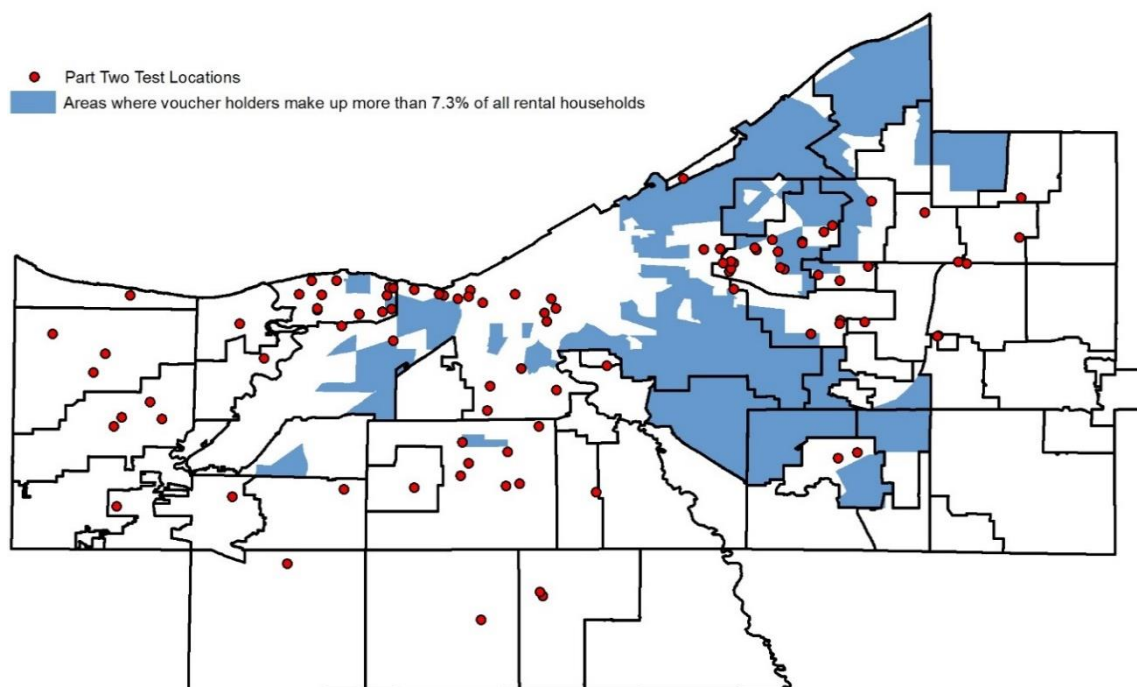 Part Two Test Locations
Areas where voucher holders make up more than 7.3% of all rental households